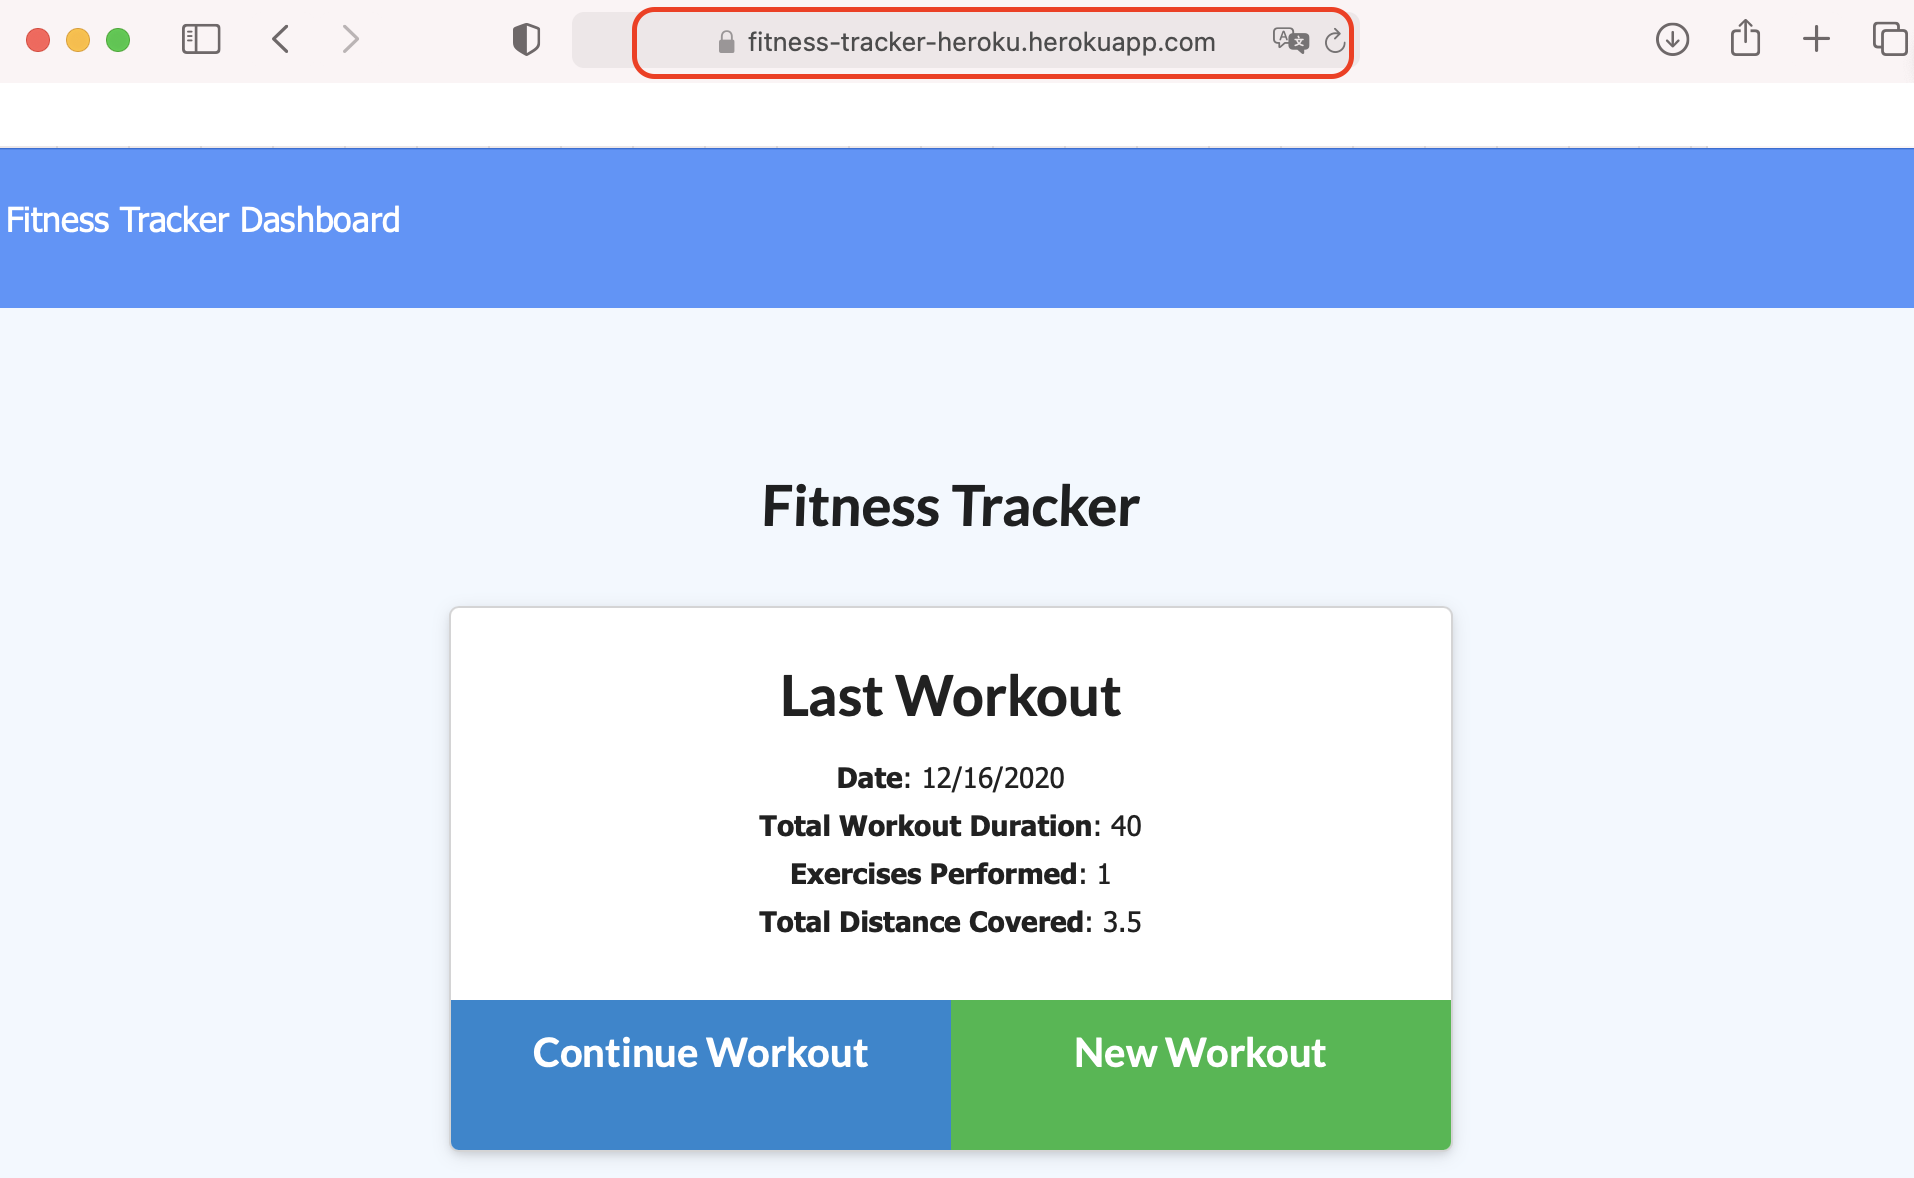 fitness-tracker-heroku.herokuapp.com
Fitness Tracker Dashboard
Fitness Tracker
Last Workout
Date: 12/16/2020
Total Workout Duration: 40
Exercises Performed: 1
Total Distance Covered: 3.5
Continue Workout
New Workout